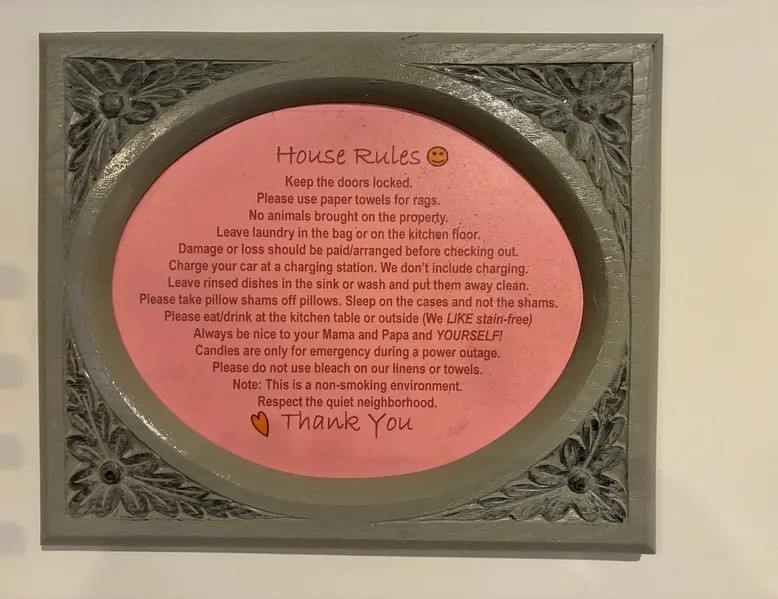 House Rules
Keep the doors locked.
Please use paper towels for rags.
No animals brought on the property.
Leave laundry in the bag or on the kitchen floor.
Damage or loss should be paid/arranged before checking out.
Charge your car at a charging station. We don't include charging.
Leave rinsed dishes in the sink or wash and put them away clean.
Please take pillow shams off pillows. Sleep on the cases and not the shams.
Please eat/drink at the kitchen table or outside (We LIKE stain-free)
Always be nice to your Mama and Papa and YOURSELF!
Candles are only for emergency during a power outage.
Please do not use bleach on our linens or towels.
Note: This is a non-smoking environment.
Respect the quiet neighborhood.
Thank You